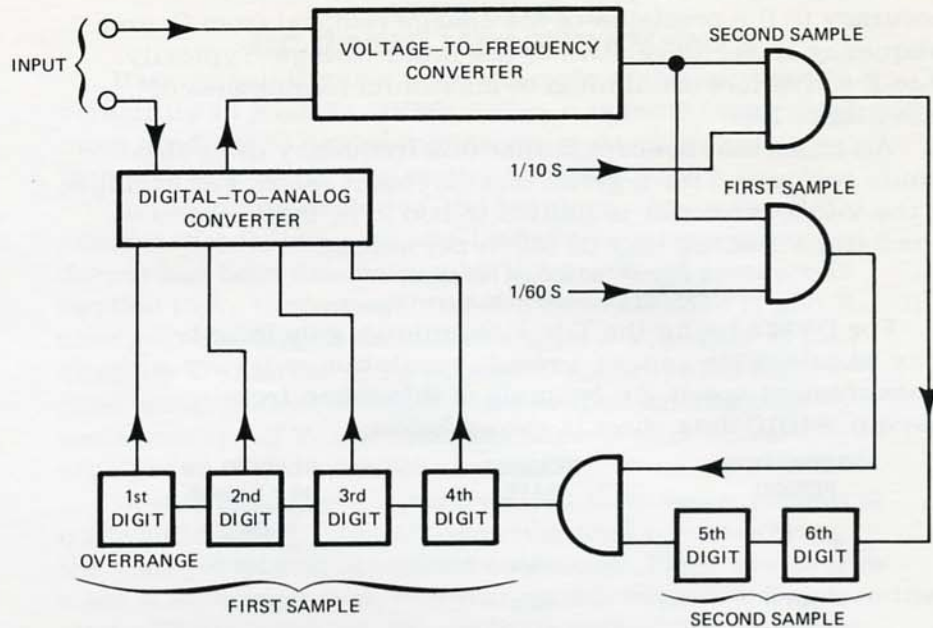 INPUT
VOLTAGE–TO–FREQUENCY
CONVERTER
SECOND SAMPLE
1/10 S
DIGITAL–TO–ANALOG
CONVERTER
FIRST SAMPLE
1/60 S
1st
DIGIT
2nd
DIGIT
3rd
DIGIT
4th
DIGIT
5th
DIGIT
6th
DIGIT
OVERRANGE
FIRST SAMPLE
SECOND SAMPLE